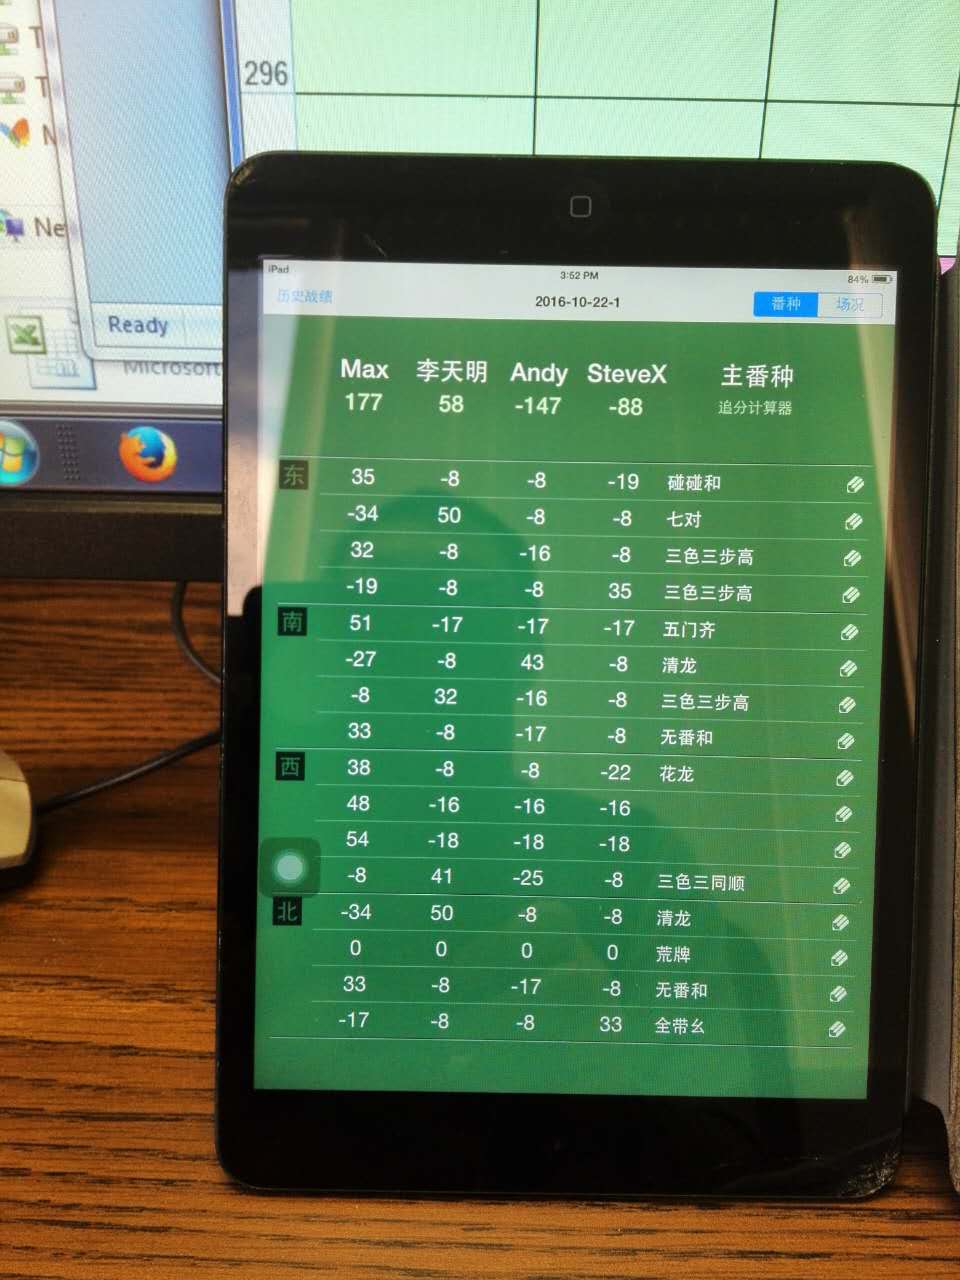 296
T
T
N
Ne
Ready
Microsoft
iPad 3:52 PM 84%
历史战绩 2016-10-22-1 番种 场况
Max 李天明 Andy SteveX 主番种
177 58 -147 -88 追分计算器
东 35 -8 -8 -19 碰碰和
-34 50 -8 -8 七对
32 -8 -16 -8 三色三步高
-19 -8 -8 35 三色三步高
南 51 -17 -17 -17 五门齐
-27 -8 43 -8 清龙
-8 32 -16 -8 三色三步高
33 -8 -17 -8 无番和
西 38 -8 -8 -22 花龙
48 -16 -16 -16
54 -18 -18 -18
-8 41 -25 -8 三色三同顺
北 -34 50 -8 -8 清龙
0 0 0 0 荒牌
33 -8 -17 -8 无番和
-17 -8 -8 33 全带幺